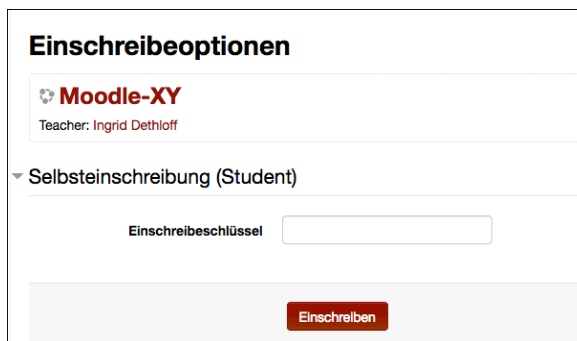 Einschreibeoptionen
Moodle-XY
Teacher: Ingrid Dethloff
Selbsteinschreibung (Student)
Einschreibeschlüssel
Einschreiben